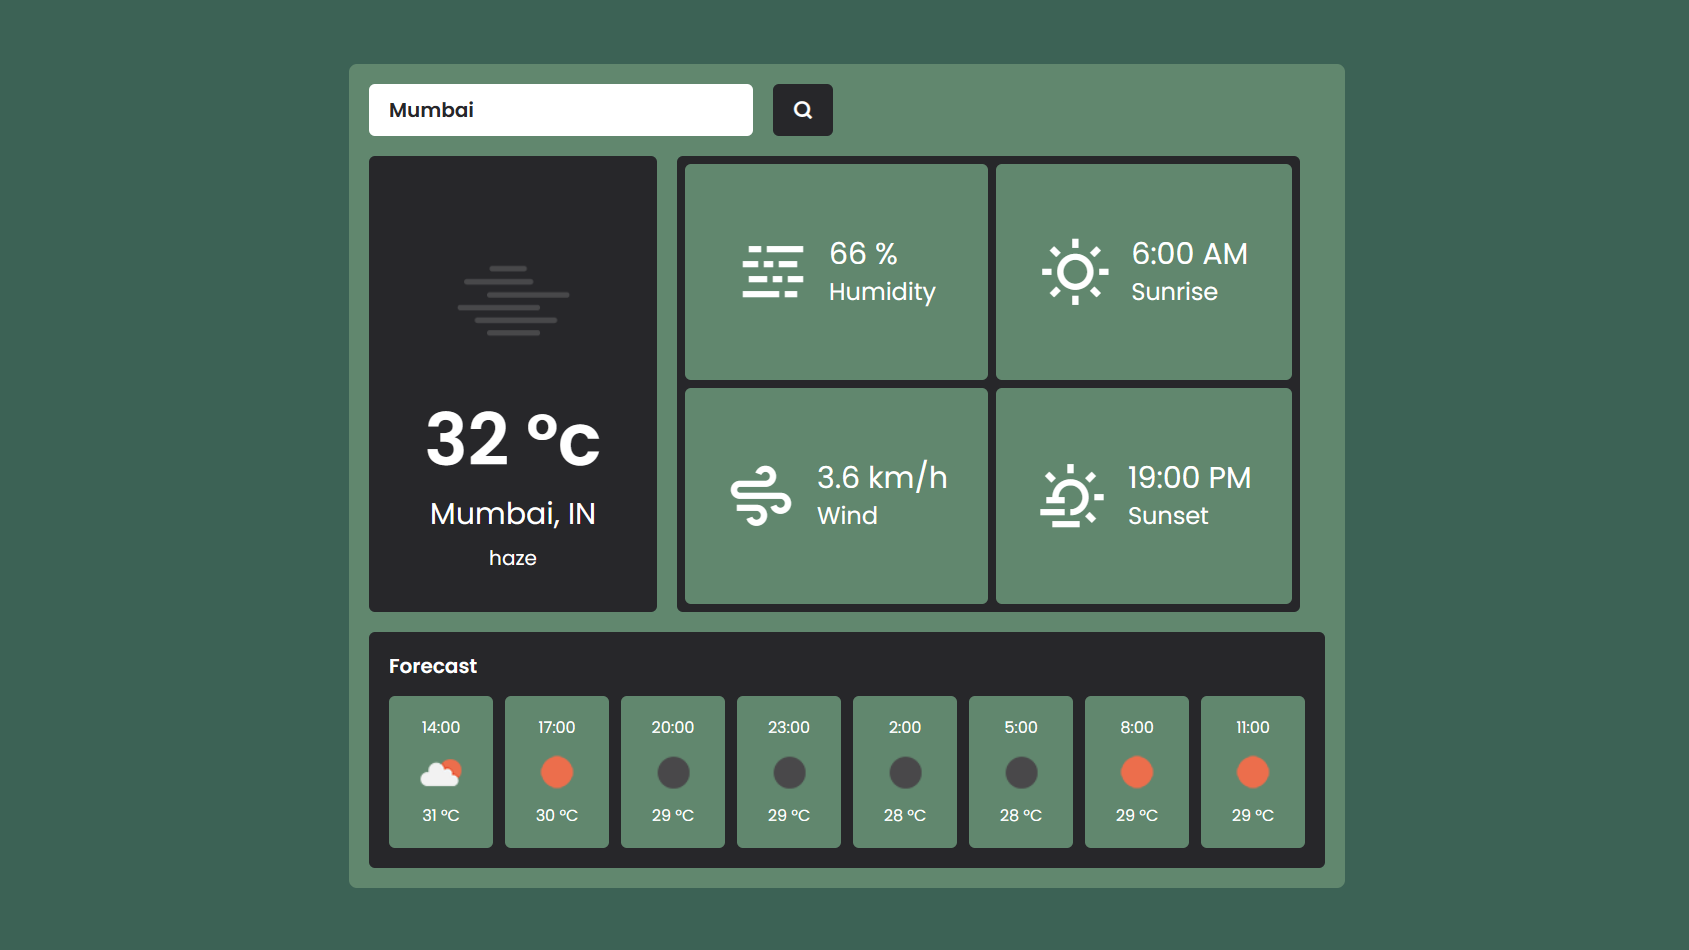 Mumbai
32 °c
Mumbai, IN
haze
66 %
Humidity
6:00 AM
Sunrise
3.6 km/h
Wind
19:00 PM
Sunset
Forecast
14:00
31 °C
17:00
30 °C
20:00
29 °C
23:00
29 °C
2:00
28 °C
5:00
28 °C
8:00
29 °C
11:00
29 °C